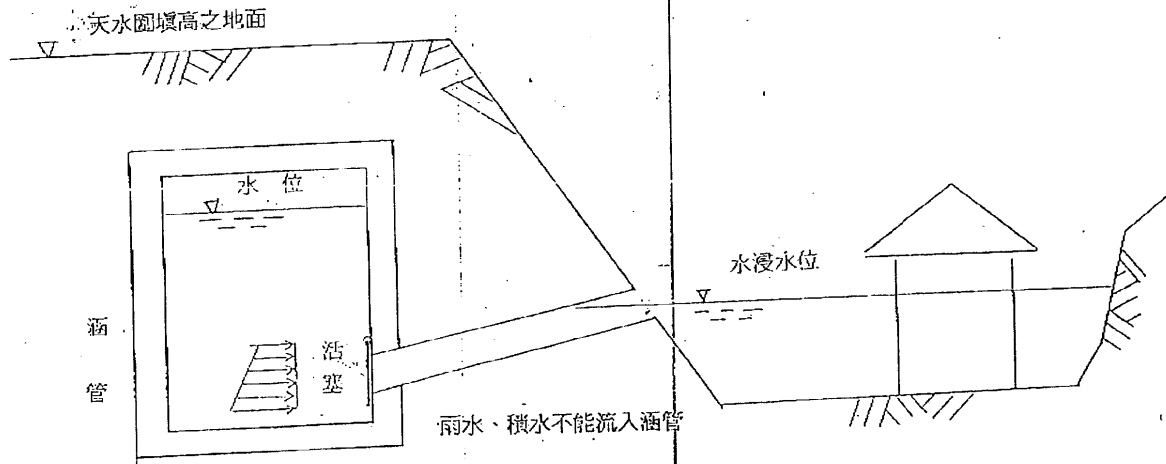 天水圍填高之地面
水位
水浸水位
涵管
活塞
雨水、積水不能流入涵管